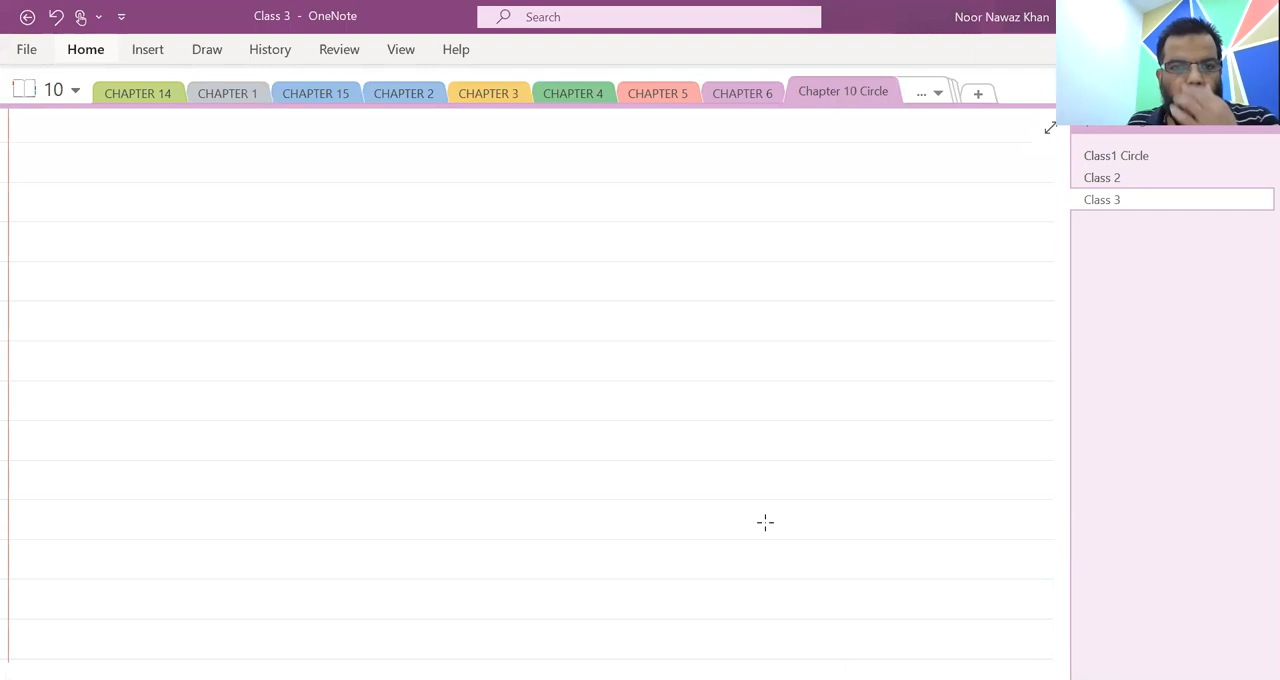 Class 3 - OneNote
Search
Noor Nawaz Khan
File Home Insert Draw History Review View Help
10
CHAPTER 14 CHAPTER 1 CHAPTER 15 CHAPTER 2 CHAPTER 3 CHAPTER 4 CHAPTER 5 CHAPTER 6 Chapter 10 Circle ... +
Class1 Circle
Class 2
Class 3